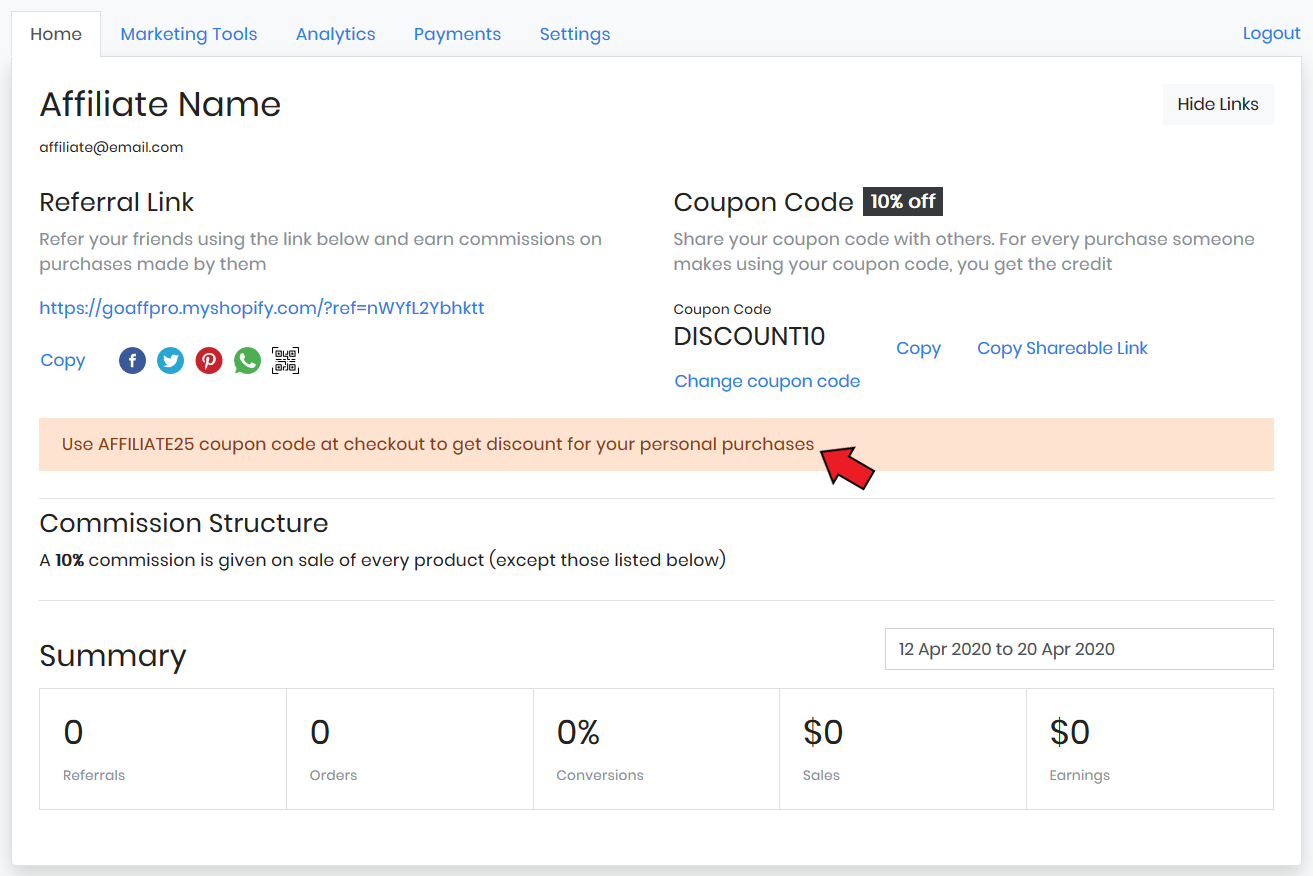 Home Marketing Tools Analytics Payments Settings Logout
Affiliate Name
Hide Links
affiliate@email.com
Referral Link
Refer your friends using the link below and earn commissions on
purchases made by them
https://goaffpro.myshopify.com/?ref=nWYfL2Ybhktt
Copy
Coupon Code 10% off
Share your coupon code with others. For every purchase someone
makes using your coupon code, you get the credit
Coupon Code
DISCOUNT10
Copy Copy Shareable Link
Change coupon code
Use AFFILIATE25 coupon code at checkout to get discount for your personal purchases
Commission Structure
A 10% commission is given on sale of every product (except those listed below)
Summary
12 Apr 2020 to 20 Apr 2020
0
Referrals
0
Orders
0%
Conversions
$0
Sales
$0
Earnings